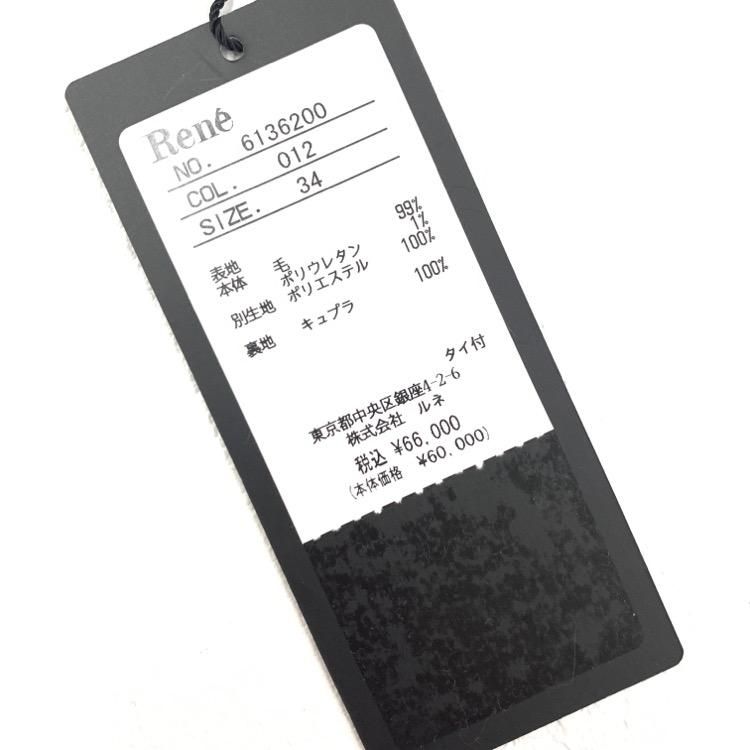 René
NO. 6136200
COL. 012
SIZE. 34
表地 毛 99%
本体 ポリウレタン 1%
別生地 ポリエステル 100%
裏地 キュプラ 100%
タイ付
東京都中央区銀座4-2-6
株式会社 ルネ
税込 ¥66,000
(本体価格 ¥60,000)